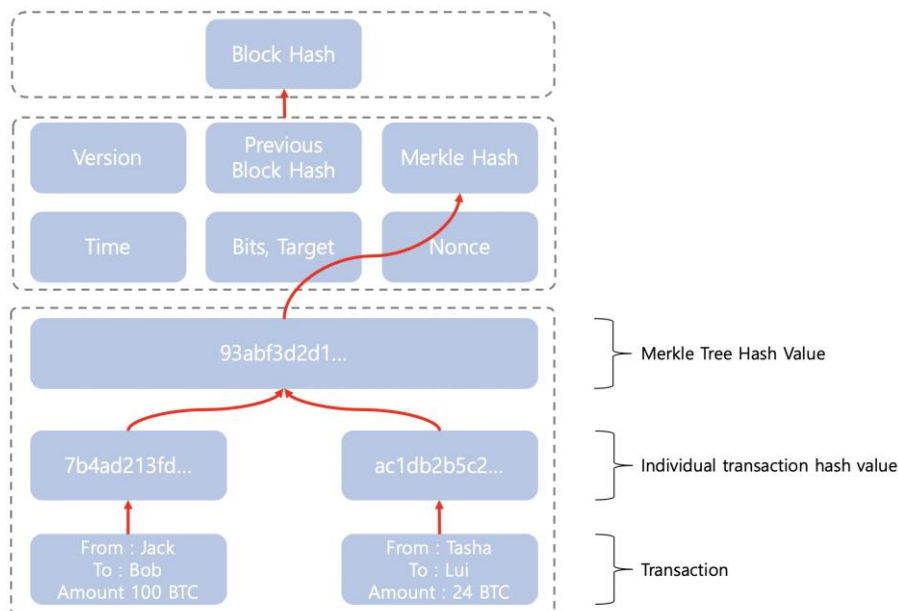 Block Hash
Version
Previous
Block Hash
Merkle Hash
Time
Bits, Target
Nonce
93abf3d2d1...
Merkle Tree Hash Value
7b4ad213fd...
ac1db2b5c2...
Individual transaction hash value
From : Jack
To : Bob
Amount 100 BTC
From : Tasha
To : Lui
Amount : 24 BTC
Transaction